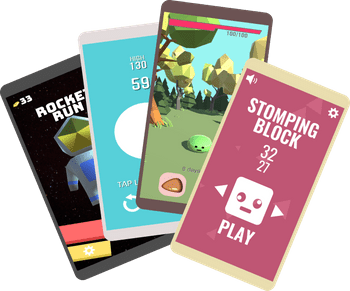 33
ROCKET
RUN
HIGH
130
59
TAP
100/100
STOMPING
BLOCK
32
27
PLAY